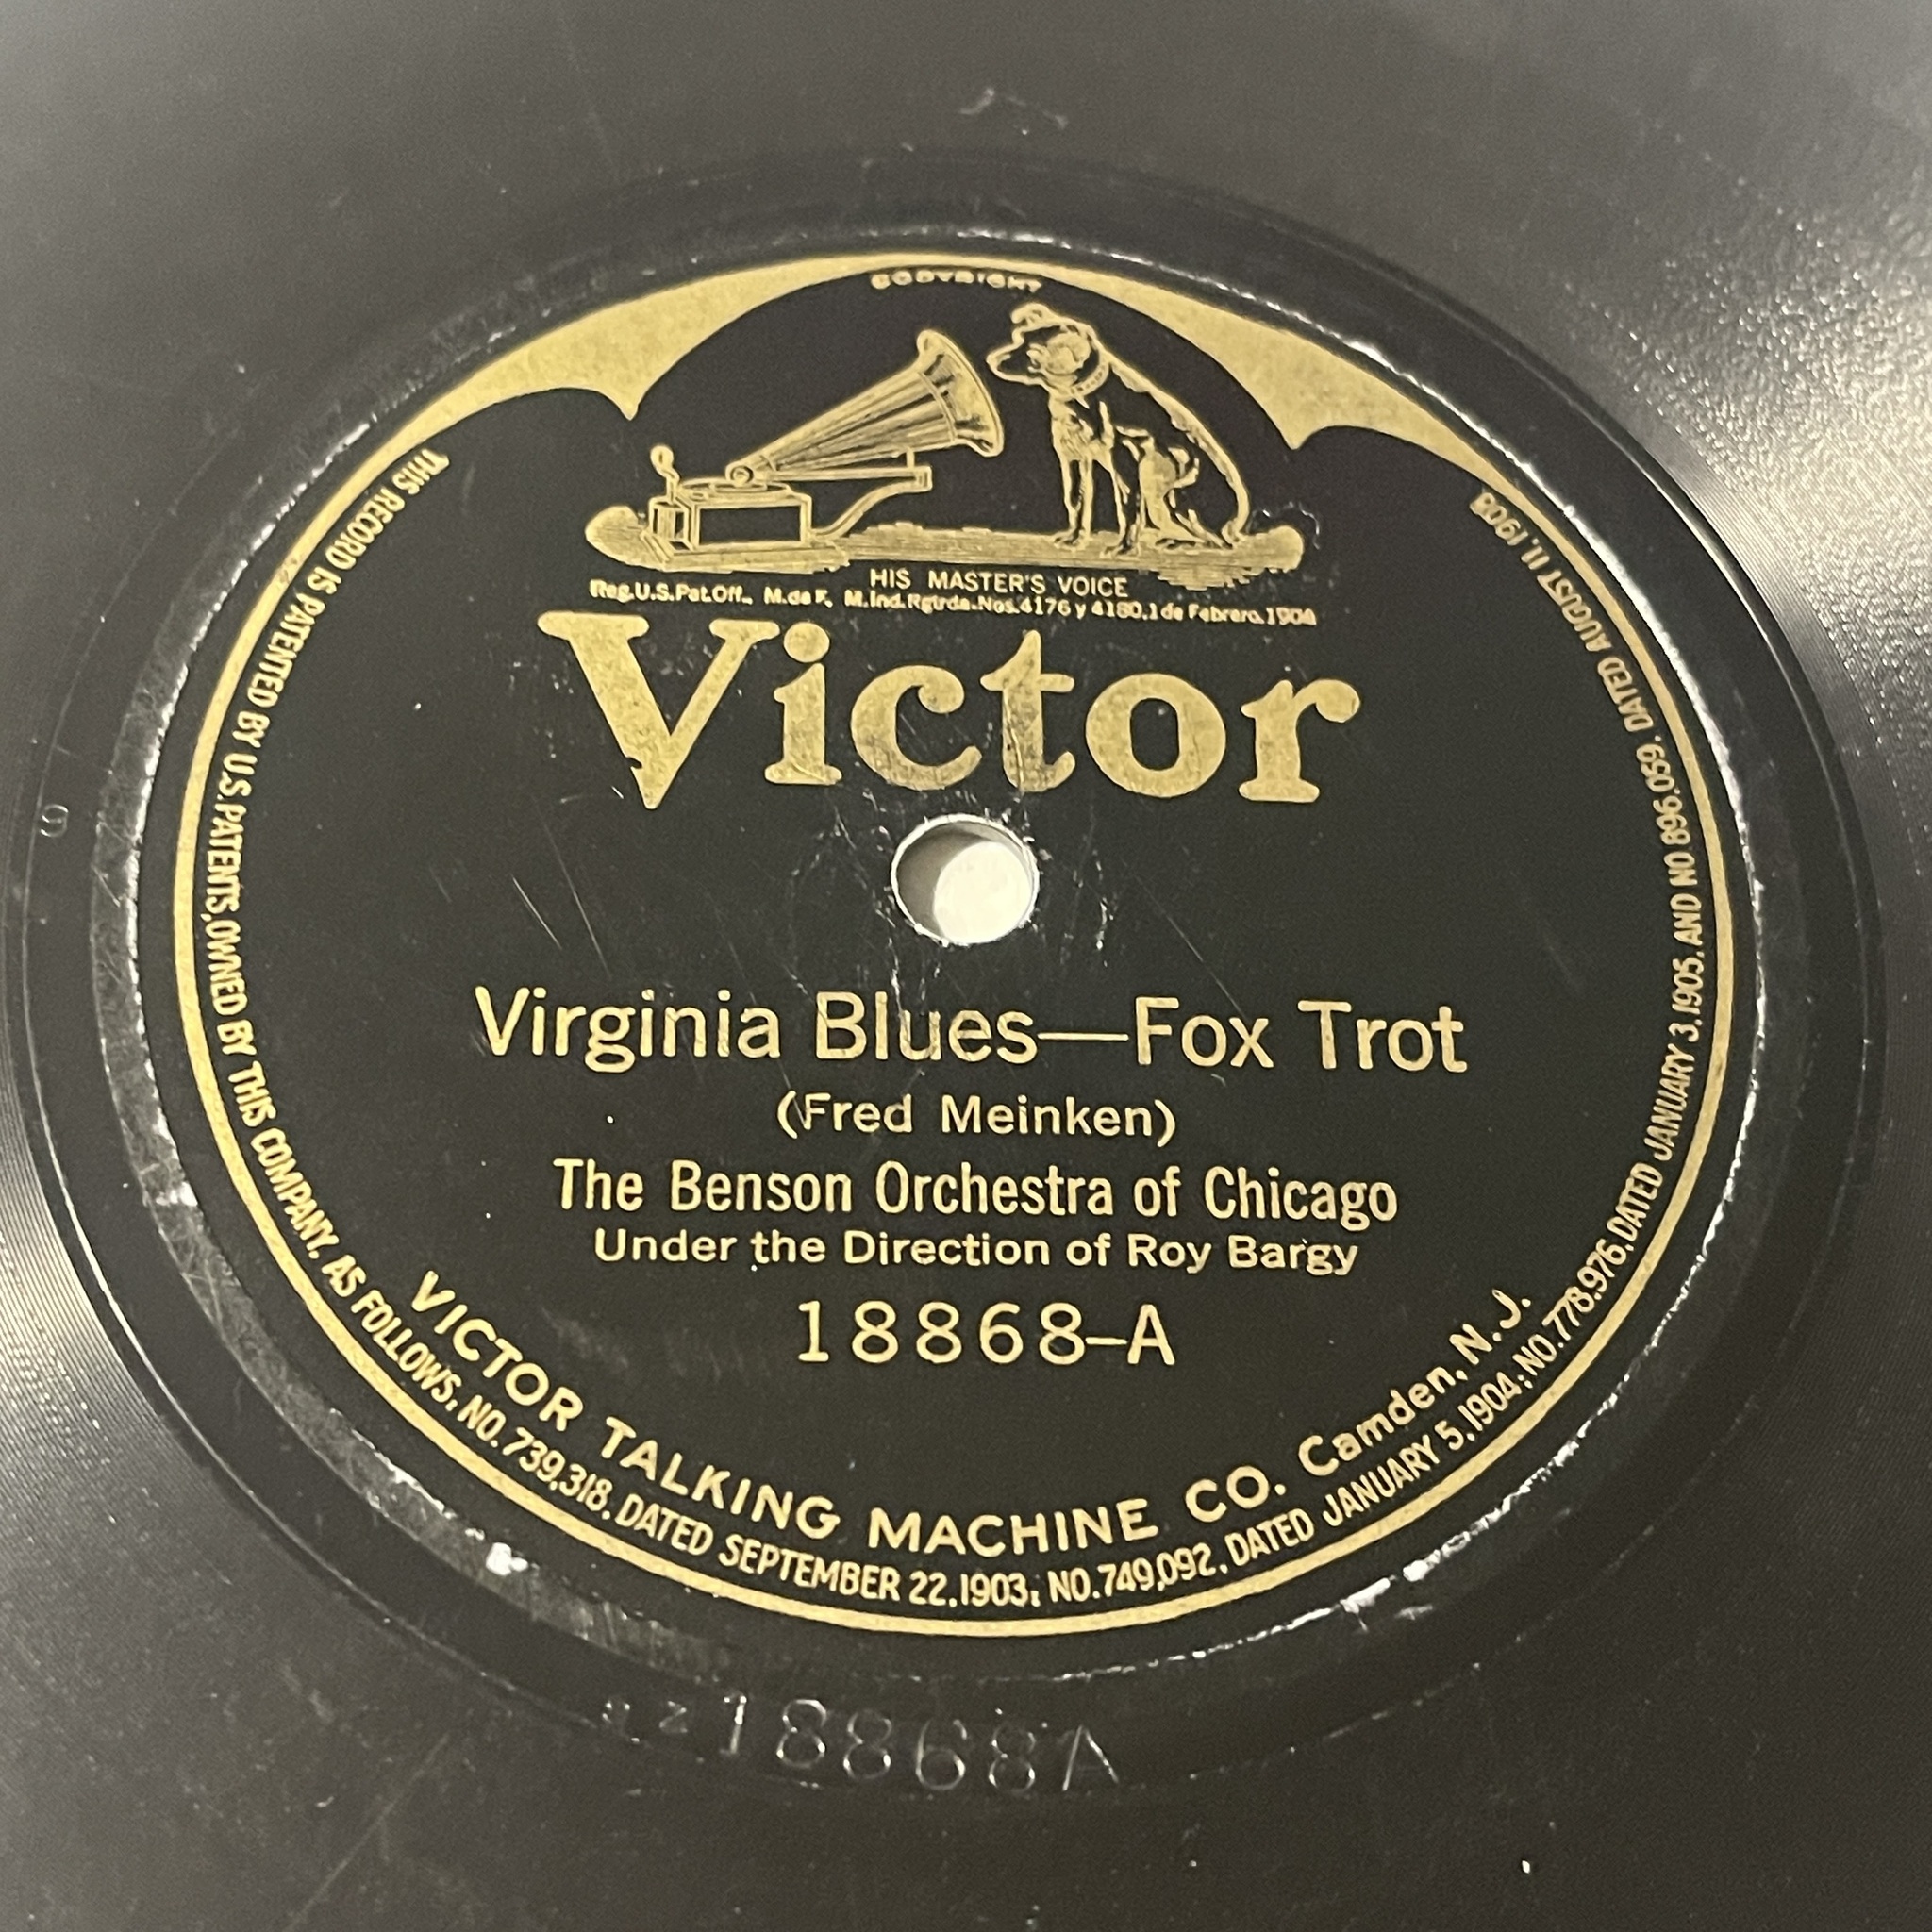 COPYRIGHT
HIS MASTER'S VOICE
Reg.U.S.Pat.Off. M.de F. M.Ind.Rgtrda.Nos.4176 y 4180.1 de Febrero.1904
Victor
Virginia Blues—Fox Trot
(Fred Meinken)
The Benson Orchestra of Chicago
Under the Direction of Roy Bargy
18868–A
VICTOR TALKING MACHINE CO. Camden, N.J.
THIS RECORD IS PATENTED BY U.S.PATENTS,OWNED BY THIS COMPANY, AS FOLLOWS; NO.739,318, DATED SEPTEMBER 22,1903; NO.749,092, DATED JANUARY 5,1904; NO.778,976,DATED JANUARY 3,1905, AND NO 896,059, DATED AUGUST 11, 1908
18868A